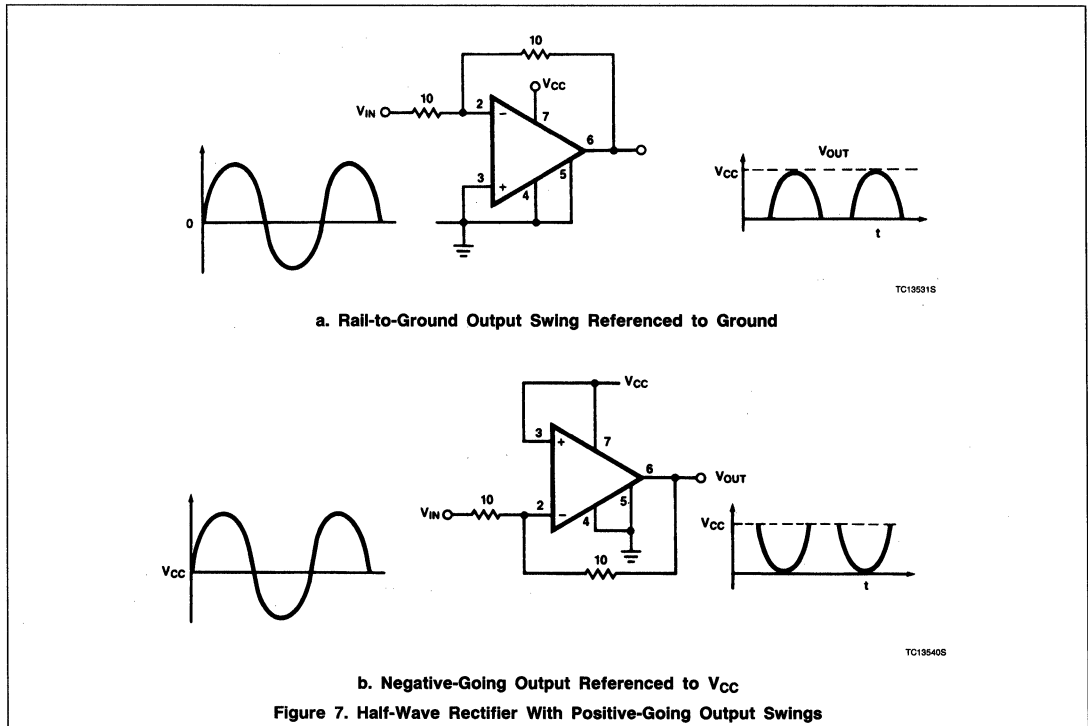 10
10
VCC
VIN
2
−
7
6
3
+
5
4
0
VOUT
VCC
t
TC13531S
a. Rail-to-Ground Output Swing Referenced to Ground
VCC
3
+
7
6
VOUT
5
10
2
−
4
VIN
10
VCC
VCC
t
TC13540S
b. Negative-Going Output Referenced to VCC
Figure 7. Half-Wave Rectifier With Positive-Going Output Swings